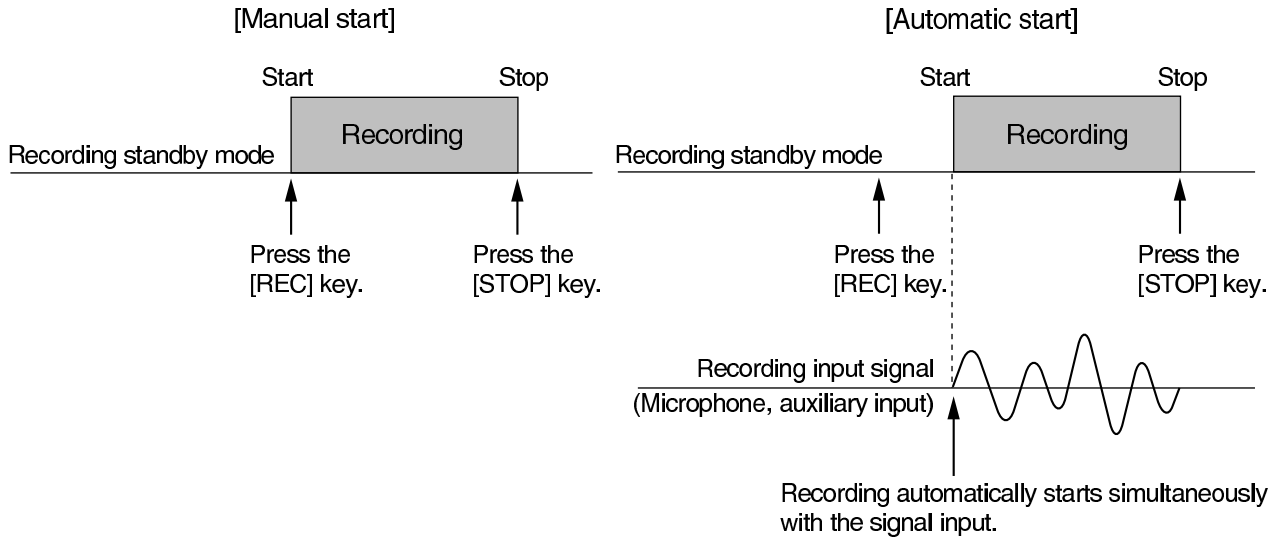 [Manual start]
Start
Stop
Recording
Recording standby mode
Press the
[REC] key.
Press the
[STOP] key.
[Automatic start]
Start
Stop
Recording
Recording standby mode
Press the
[REC] key.
Press the
[STOP] key.
Recording input signal
(Microphone, auxiliary input)
Recording automatically starts simultaneously
with the signal input.